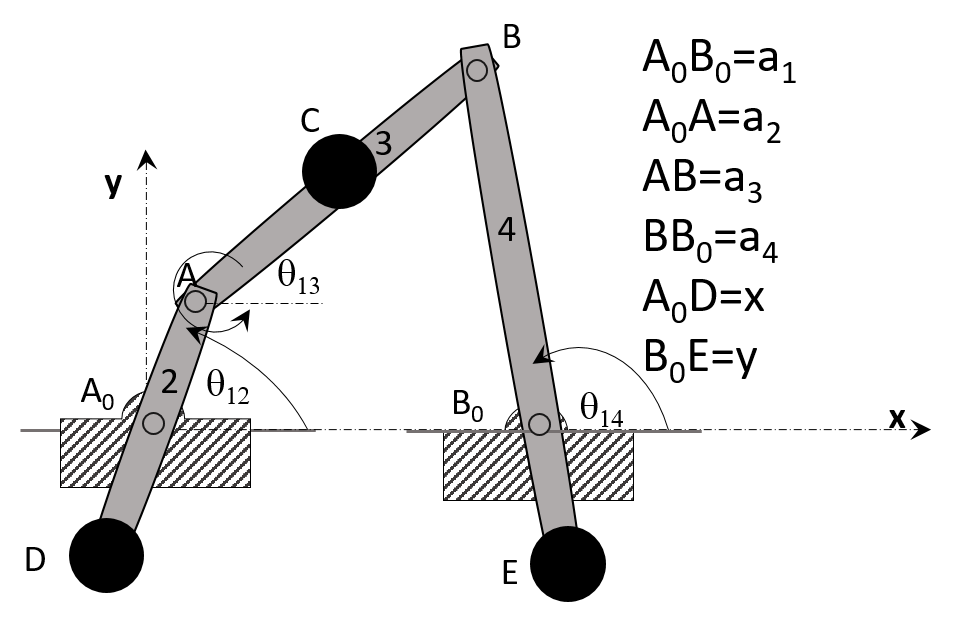 B
A₀B₀=a₁
C
3
A₀A=a₂
y
AB=a₃
4
BB₀=a₄
A
θ₁₃
A₀D=x
2
θ₁₂
B₀E=y
A₀
B₀
θ₁₄
x
D
E